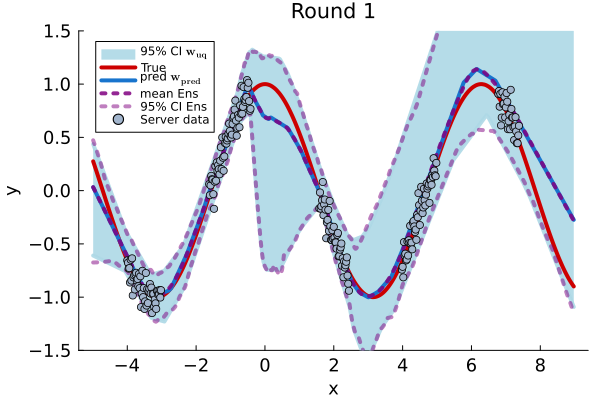 Round 1
95% CI w_uq
True
pred w_pred
mean Ens
95% CI Ens
Server data
y
1.5
1.0
0.5
0.0
−0.5
−1.0
−1.5
−4 −2 0 2 4 6 8
x